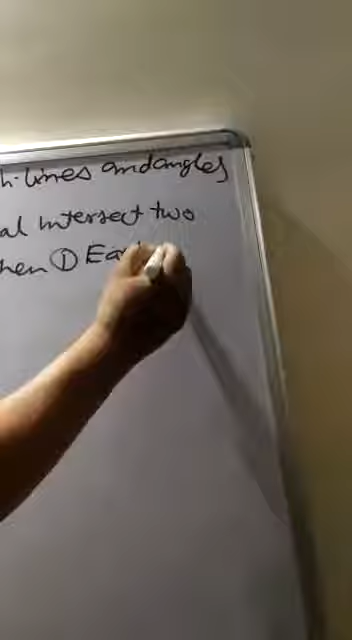 h-lines and angles
al intersect two
hen ① Ea